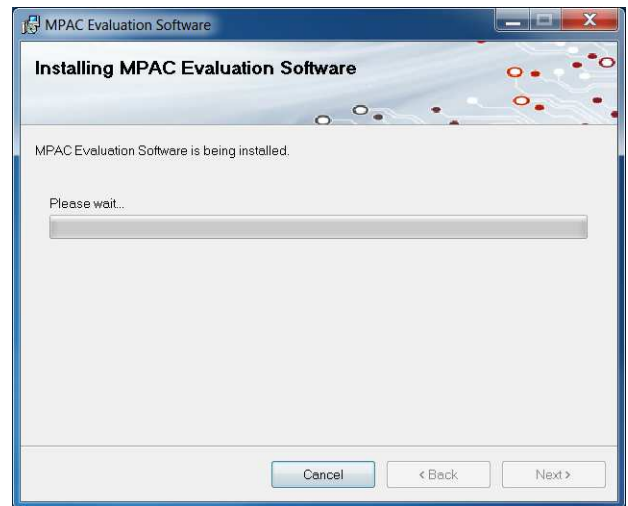 MPAC Evaluation Software
Installing MPAC Evaluation Software
MPAC Evaluation Software is being installed.
Please wait...
Cancel
< Back
Next >